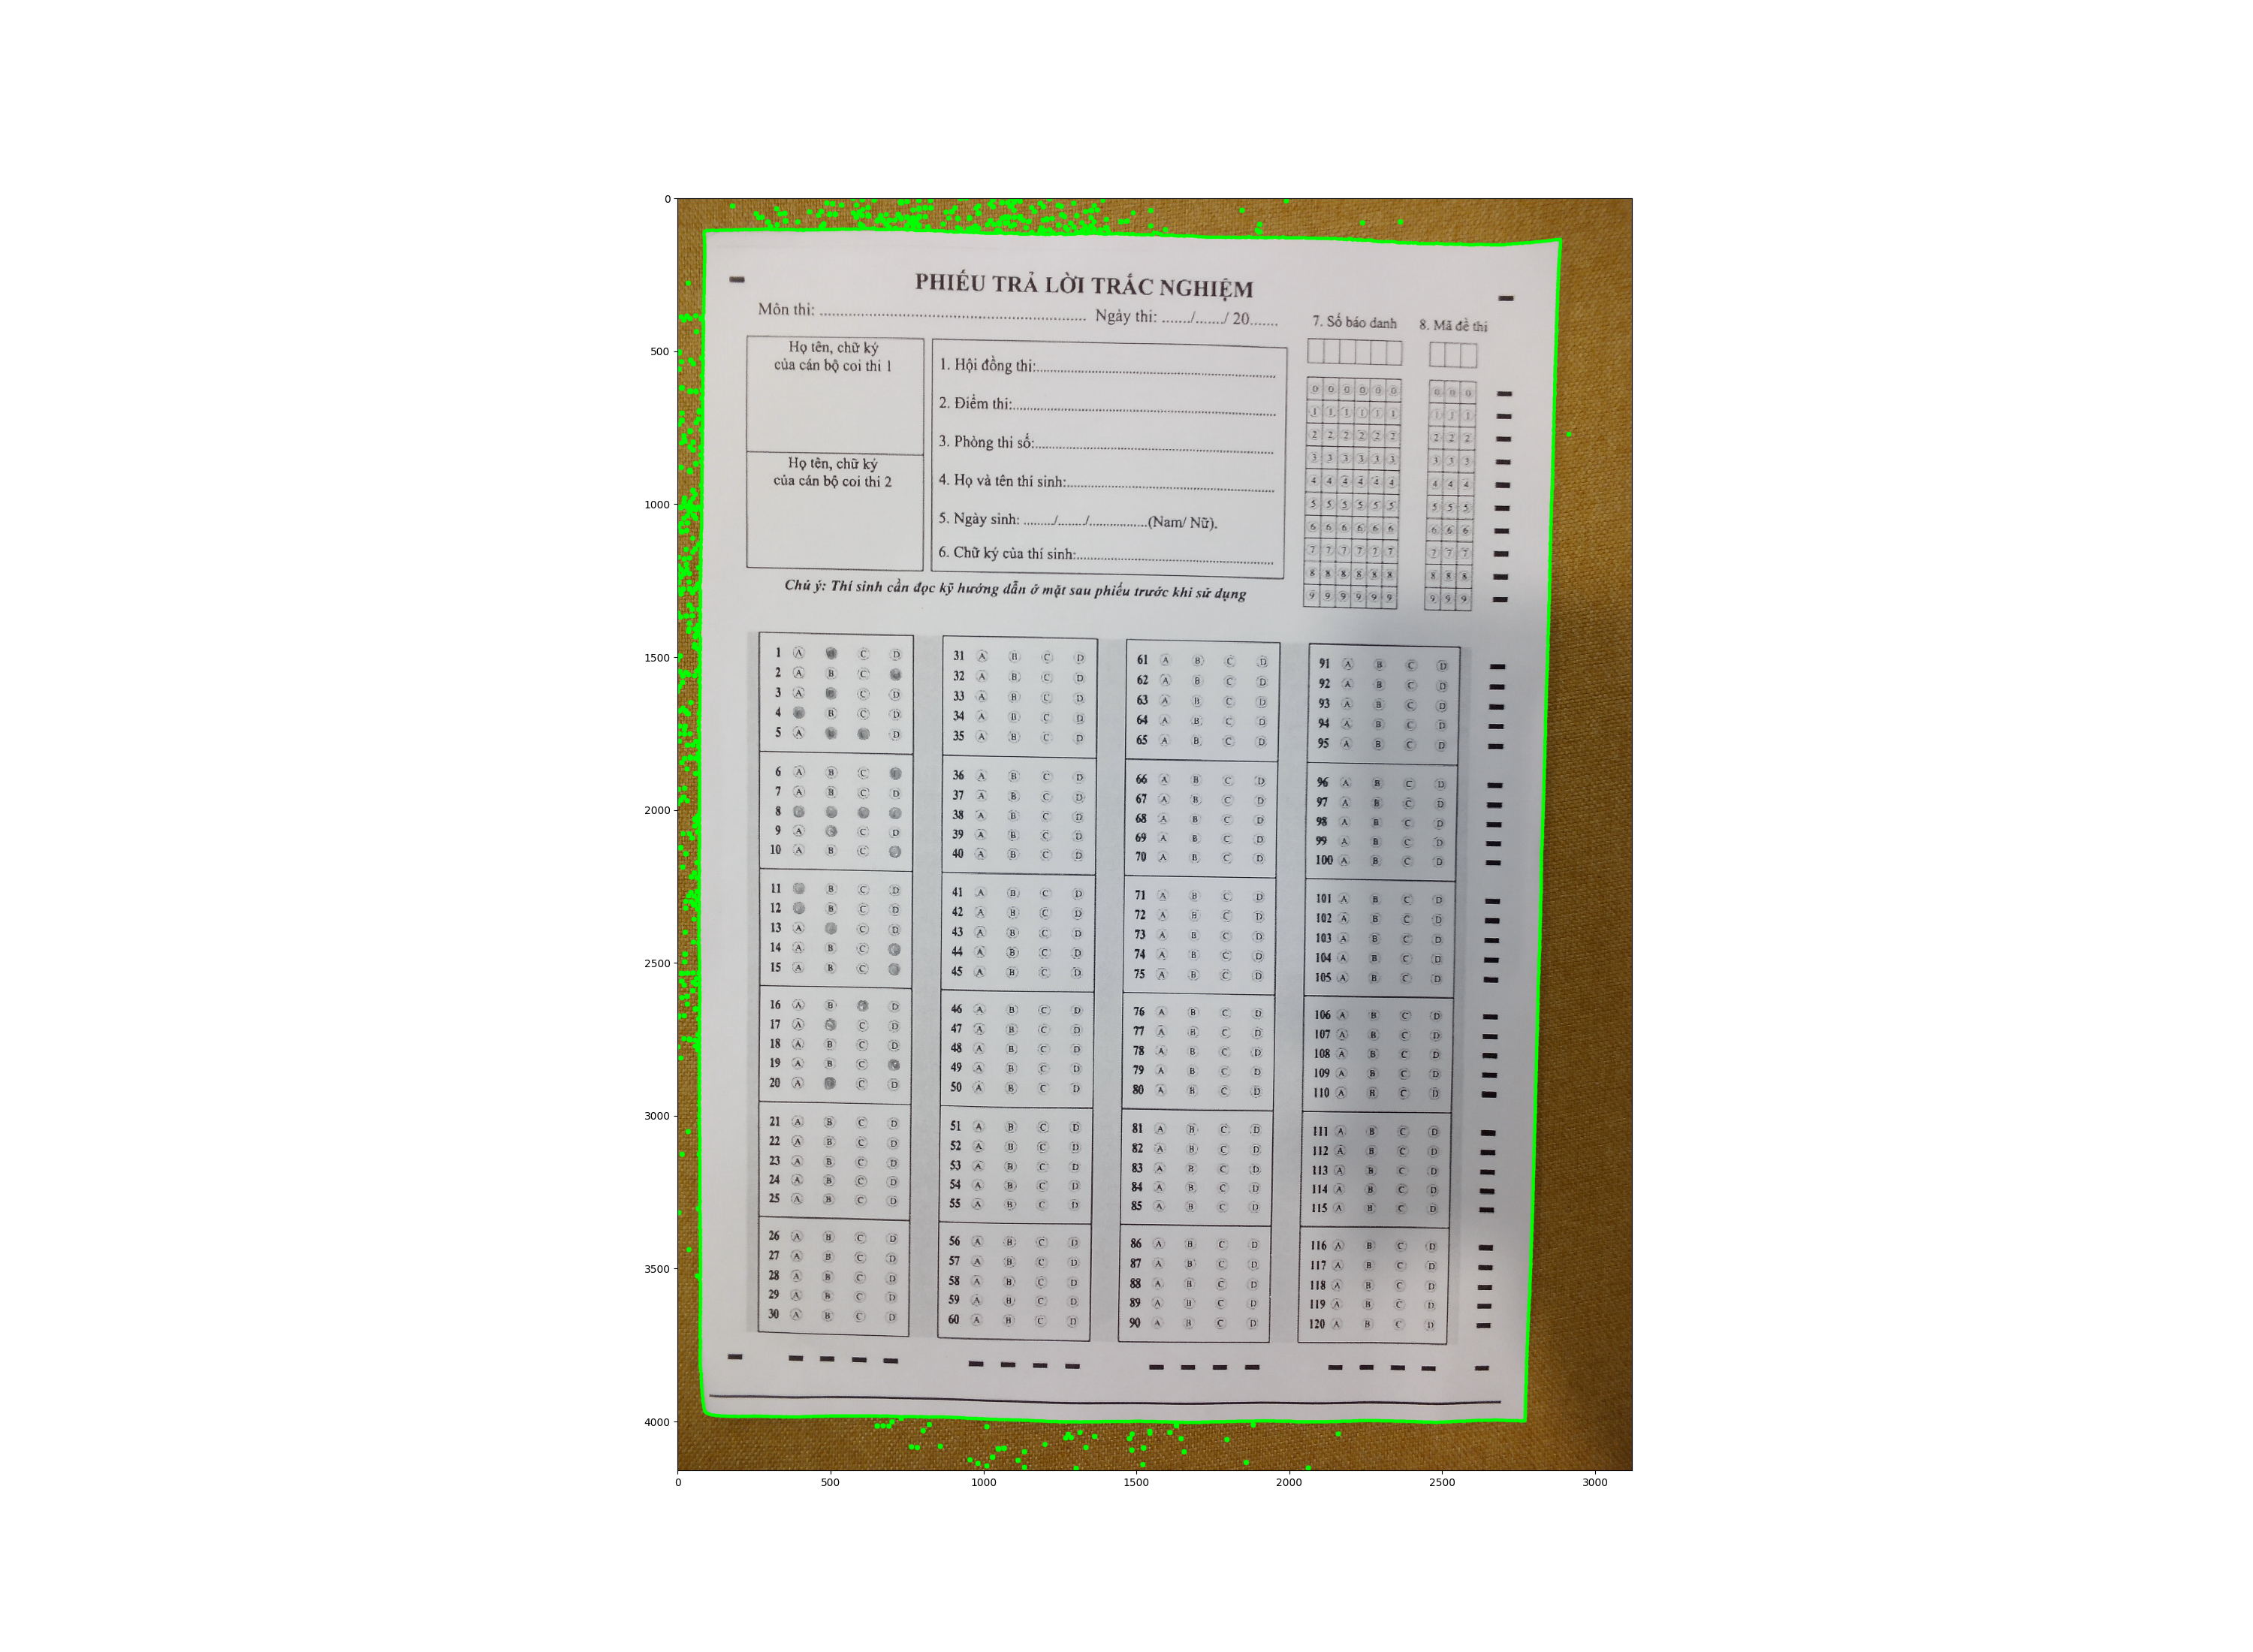 PHIẾU TRẢ LỜI TRẮC NGHIỆM
Môn thi: ........................ Ngày thi: ......./......./ 20.......
7. Số báo danh 8. Mã đề thi
Họ tên, chữ ký
của cán bộ coi thi 1
Họ tên, chữ ký
của cán bộ coi thi 2
1. Hội đồng thi:
2. Điểm thi:
3. Phòng thi số:
4. Họ và tên thí sinh:
5. Ngày sinh: ......../......./...............(Nam/ Nữ).
6. Chữ ký của thí sinh:
0 0 0 0 0 0 0 0 0
1 1 1 1 1 1 1 1 1
2 2 2 2 2 2 2 2 2
3 3 3 3 3 3 3 3 3
4 4 4 4 4 4 4 4 4
5 5 5 5 5 5 5 5 5
6 6 6 6 6 6 6 6 6
7 7 7 7 7 7 7 7 7
8 8 8 8 8 8 8 8 8
9 9 9 9 9 9 9 9 9
Chú ý: Thí sinh cần đọc kỹ hướng dẫn ở mặt sau phiếu trước khi sử dụng
1 A C D
2 A B C
3 A C D
4 B C D
5 A D
6 A B C
7 A B C D
8
9 A C D
10 A B C
11 B C D
12 B C D
13 A C D
14 A B C
15 A B C
16 A B D
17 A C D
18 A B C D
19 A B C
20 A C D
21 A B C D
22 A B C D
23 A B C D
24 A B C D
25 A B C D
26 A B C D
27 A B C D
28 A B C D
29 A B C D
30 A B C D
31 A B C D
32 A B C D
33 A B C D
34 A B C D
35 A B C D
36 A B C D
37 A B C D
38 A B C D
39 A B C D
40 A B C D
41 A B C D
42 A B C D
43 A B C D
44 A B C D
45 A B C D
46 A B C D
47 A B C D
48 A B C D
49 A B C D
50 A B C D
51 A B C D
52 A B C D
53 A B C D
54 A B C D
55 A B C D
56 A B C D
57 A B C D
58 A B C D
59 A B C D
60 A B C D
61 A B C D
62 A B C D
63 A B C D
64 A B C D
65 A B C D
66 A B C D
67 A B C D
68 A B C D
69 A B C D
70 A B C D
71 A B C D
72 A B C D
73 A B C D
74 A B C D
75 A B C D
76 A B C D
77 A B C D
78 A B C D
79 A B C D
80 A B C D
81 A B C D
82 A B C D
83 A B C D
84 A B C D
85 A B C D
86 A B C D
87 A B C D
88 A B C D
89 A B C D
90 A B C D
91 A B C D
92 A B C D
93 A B C D
94 A B C D
95 A B C D
96 A B C D
97 A B C D
98 A B C D
99 A B C D
100 A B C D
101 A B C D
102 A B C D
103 A B C D
104 A B C D
105 A B C D
106 A B C D
107 A B C D
108 A B C D
109 A B C D
110 A B C D
111 A B C D
112 A B C D
113 A B C D
114 A B C D
115 A B C D
116 A B C D
117 A B C D
118 A B C D
119 A B C D
120 A B C D
0
500
1000
1500
2000
2500
3000
3500
4000
0 500 1000 1500 2000 2500 3000